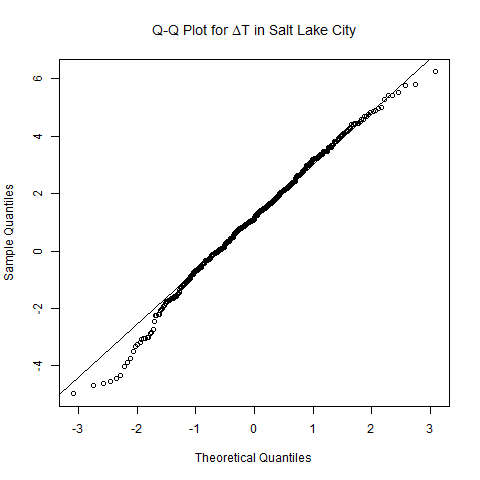 Q-Q Plot for ΔT in Salt Lake City
Sample Quantiles
6
4
2
0
-2
-4
-3 -2 -1 0 1 2 3
Theoretical Quantiles